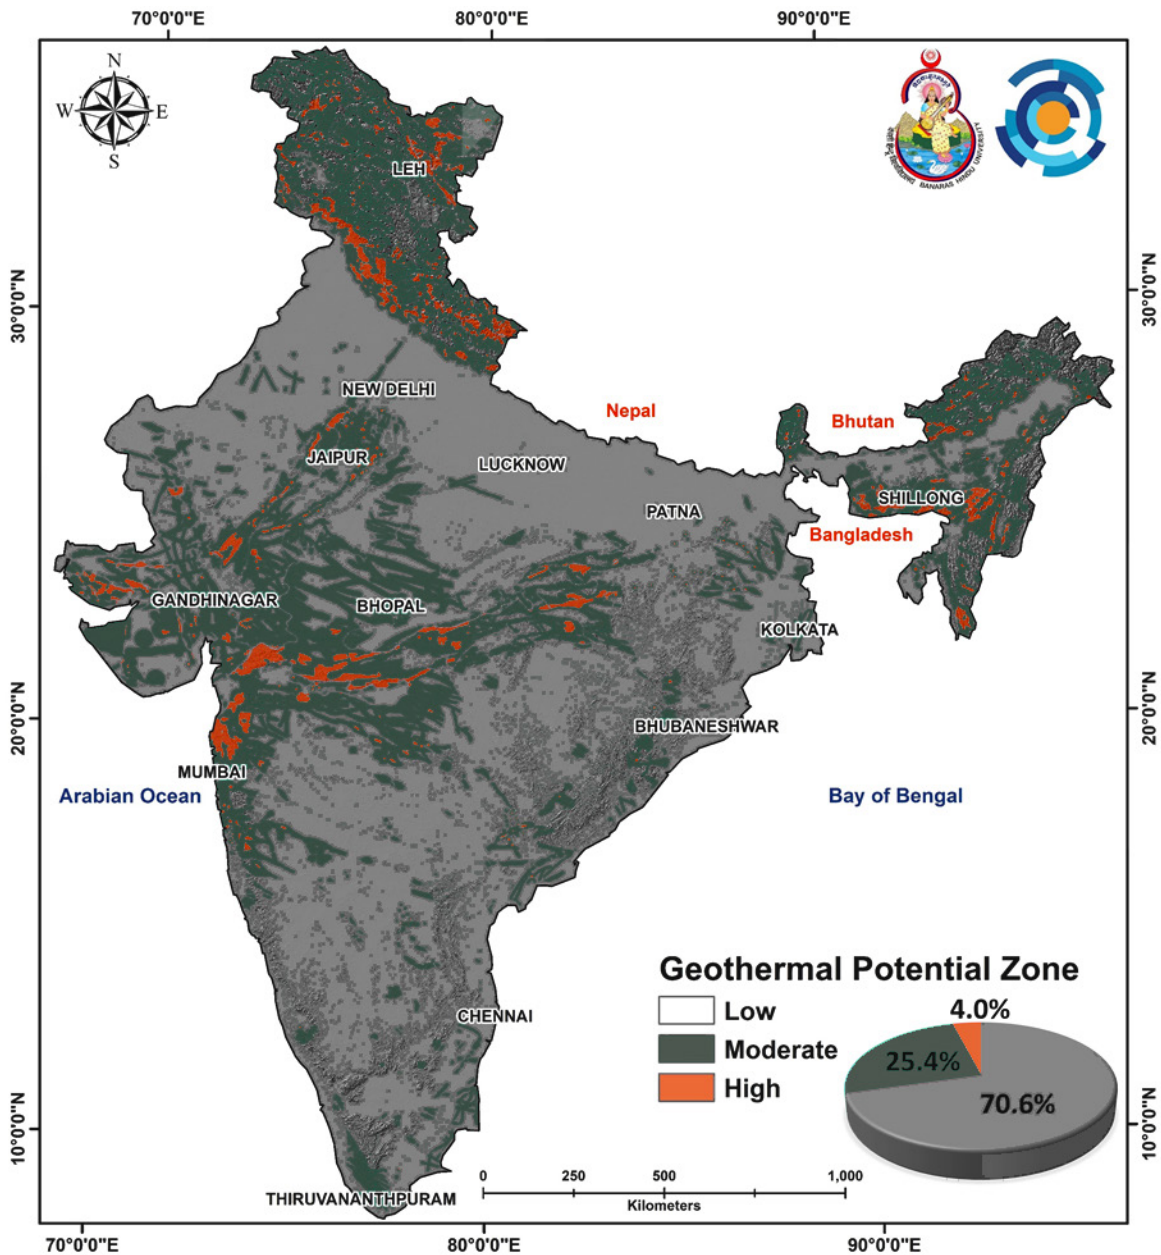 70°0'0"E
80°0'0"E
90°0'0"E
N
W
E
S
BANARAS HINDU UNIVERSITY
LEH
30°0'0"N
30°0'0"N
NEW DELHI
Nepal
Bhutan
JAIPUR
LUCKNOW
SHILLONG
PATNA
Bangladesh
GANDHINAGAR
BHOPAL
KOLKATA
20°0'0"N
20°0'0"N
BHUBANESHWAR
MUMBAI
Arabian Ocean
Bay of Bengal
Geothermal Potential Zone
Low
Moderate
High
4.0%
25.4%
70.6%
CHENNAI
10°0'0"N
10°0'0"N
THIRUVANANTHPURAM
0
250
500
1,000
Kilometers
70°0'0"E
80°0'0"E
90°0'0"E